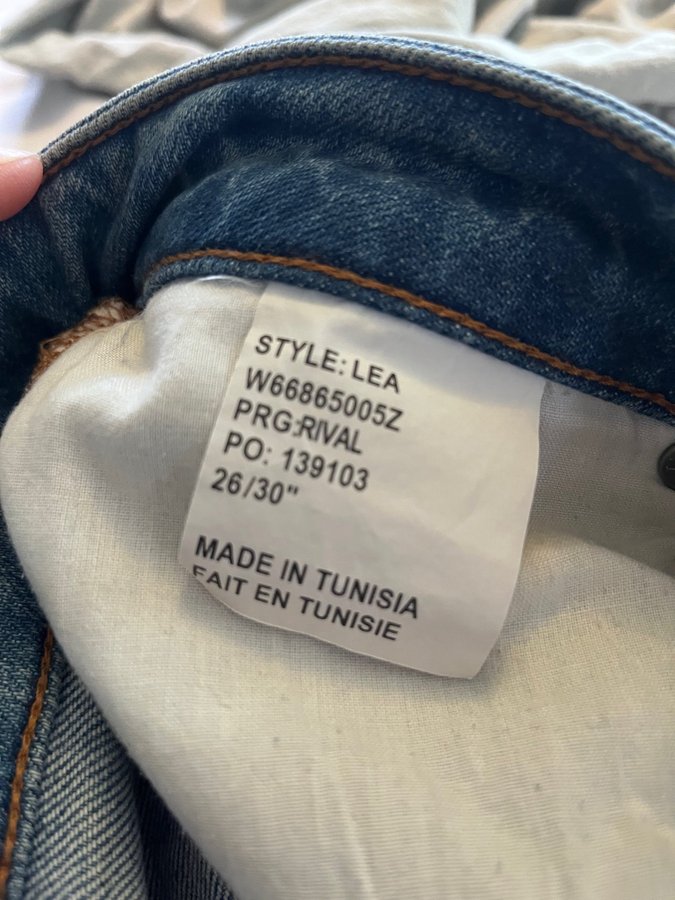 STYLE: LEA
W66865005Z
PRG:RIVAL
PO: 139103
26/30"
MADE IN TUNISIA
FAIT EN TUNISIE